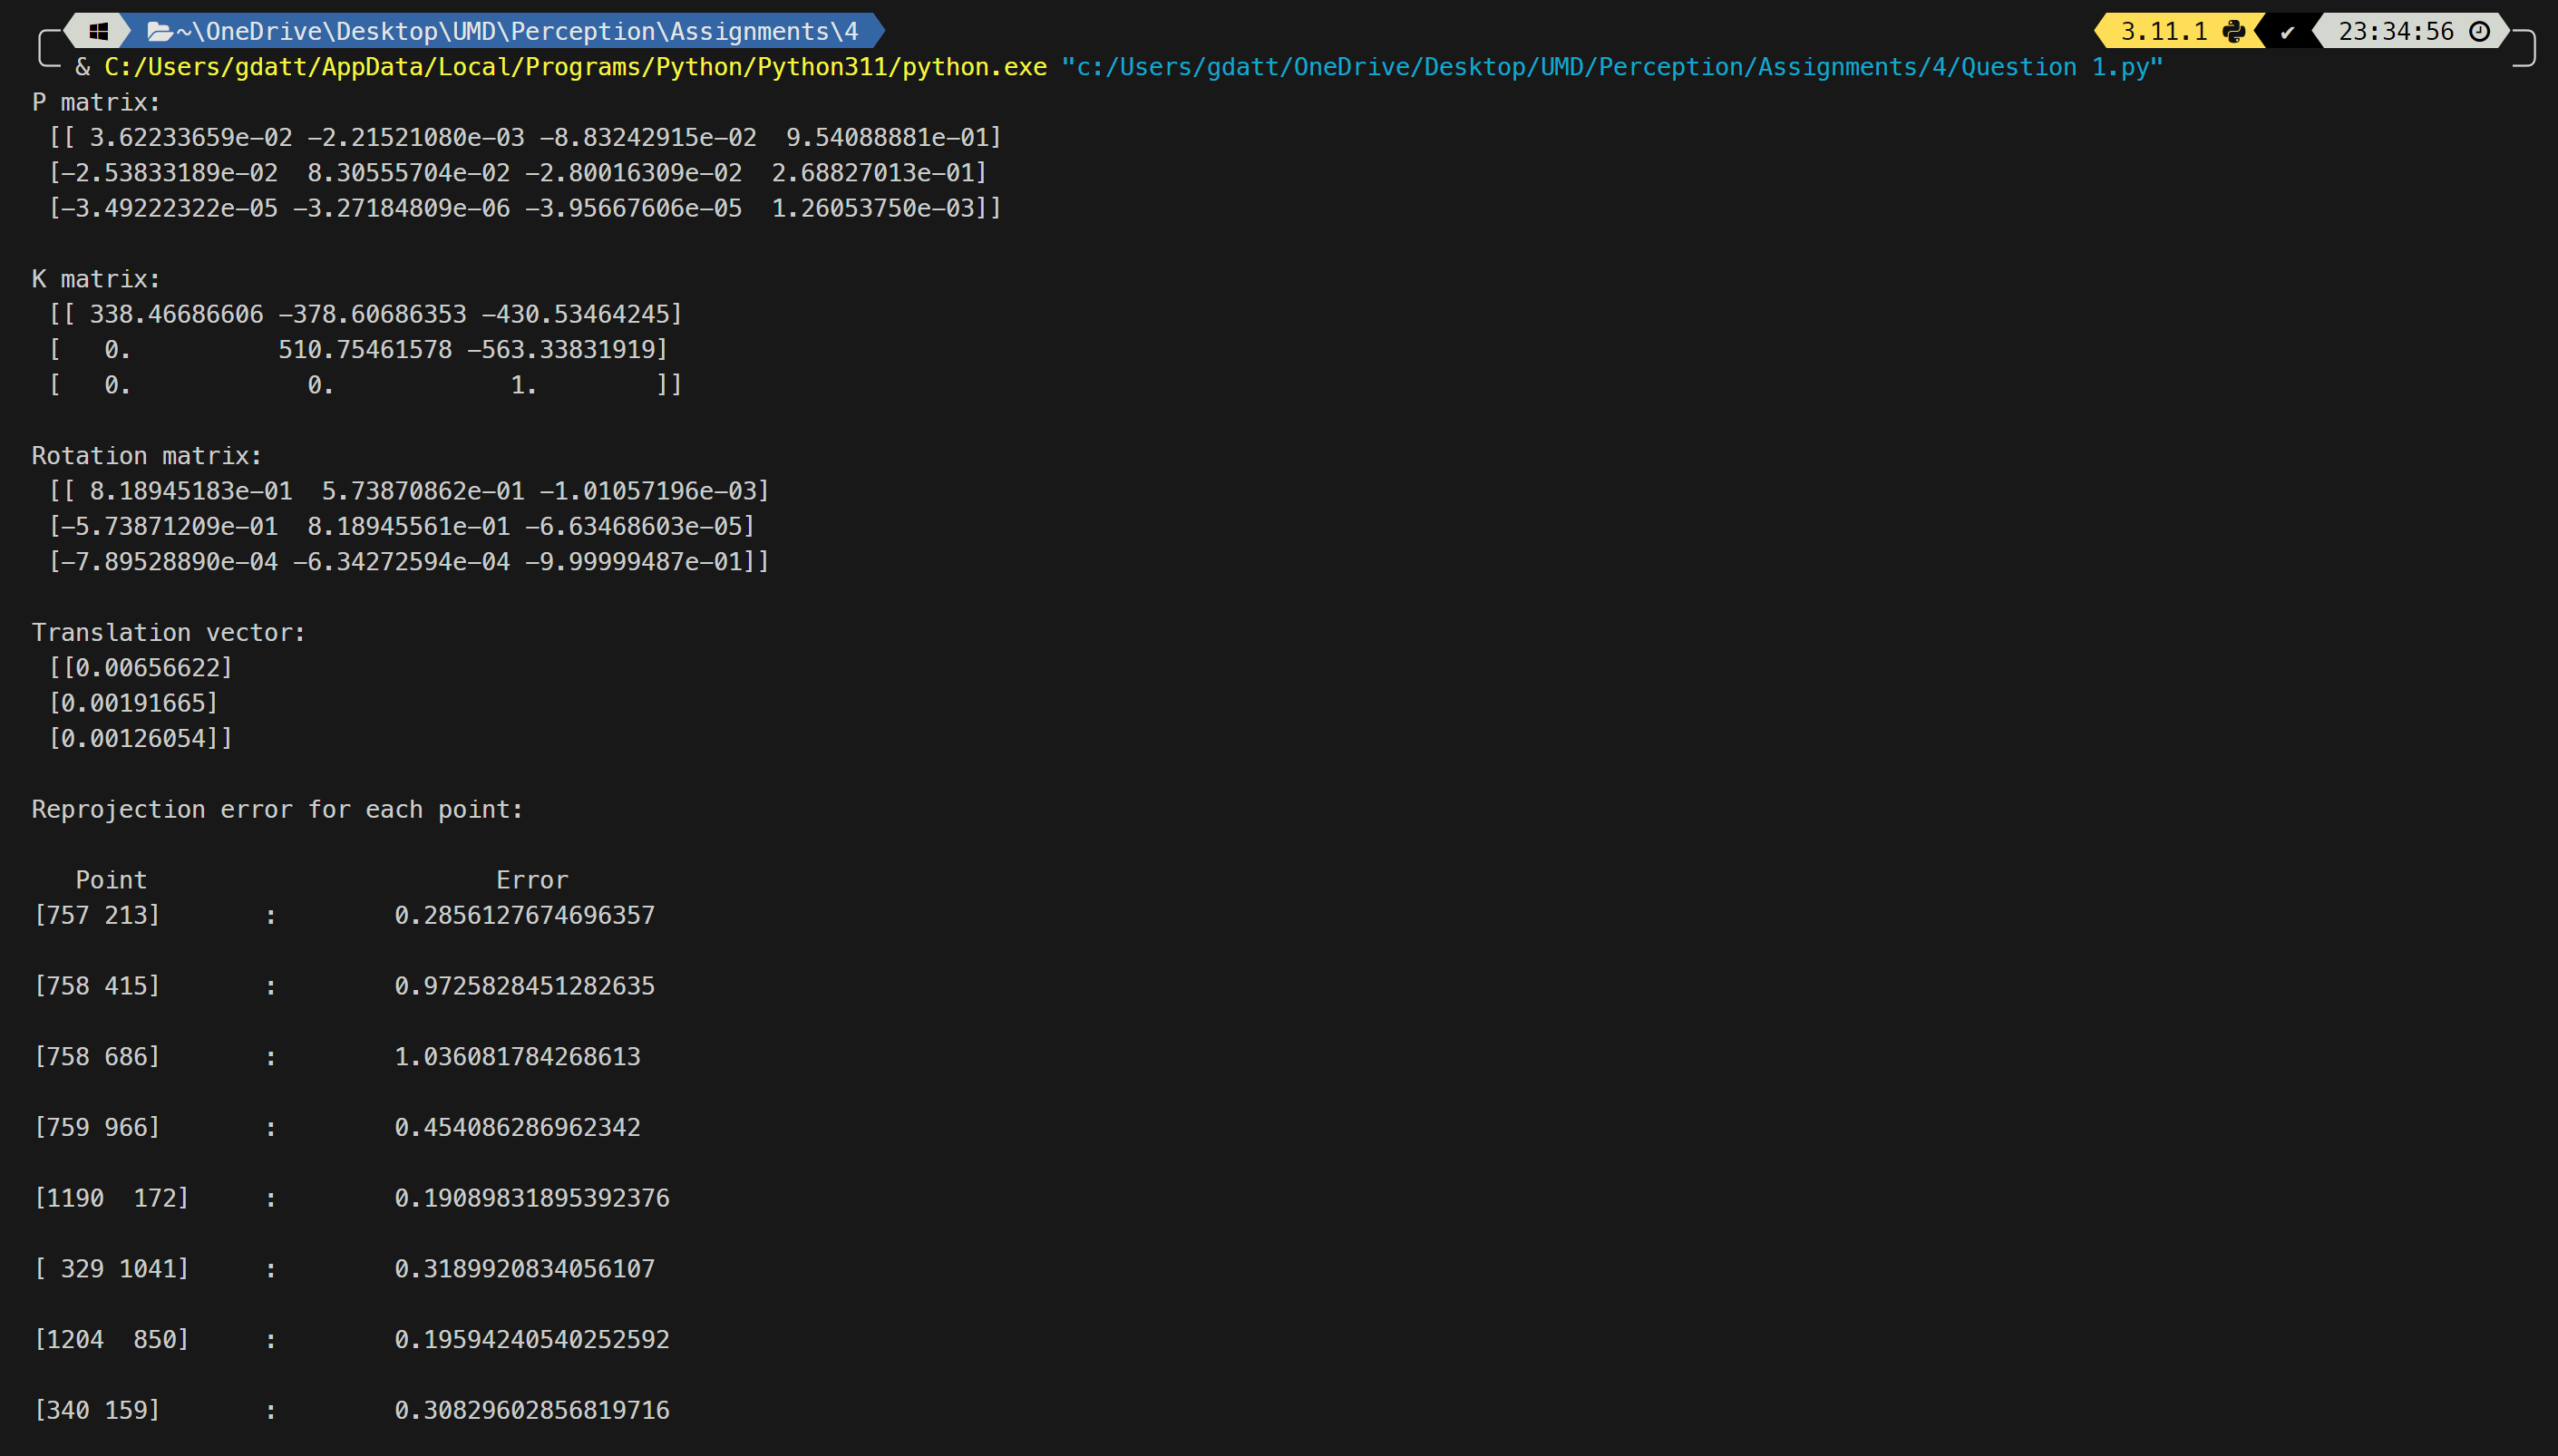 ~\OneDrive\Desktop\UMD\Perception\Assignments\4 3.11.1 ✔ 23:34:56
& C:/Users/gdatt/AppData/Local/Programs/Python/Python311/python.exe "c:/Users/gdatt/OneDrive/Desktop/UMD/Perception/Assignments/4/Question 1.py"
P matrix:
[[ 3.62233659e-02 -2.21521080e-03 -8.83242915e-02  9.54088881e-01]
[-2.53833189e-02  8.30555704e-02 -2.80016309e-02  2.68827013e-01]
[-3.49222322e-05 -3.27184809e-06 -3.95667606e-05  1.26053750e-03]]
K matrix:
[[ 338.46686606 -378.60686353 -430.53464245]
[   0.          510.75461578 -563.33831919]
[   0.            0.            1.        ]]
Rotation matrix:
[[ 8.18945183e-01  5.73870862e-01 -1.01057196e-03]
[-5.73871209e-01  8.18945561e-01 -6.63468603e-05]
[-7.89528890e-04 -6.34272594e-04 -9.99999487e-01]]
Translation vector:
[[0.00656622]
[0.00191665]
[0.00126054]]
Reprojection error for each point:
Point                        Error
[757 213]       :        0.2856127674696357
[758 415]       :        0.9725828451282635
[758 686]       :        1.036081784268613
[759 966]       :        0.454086286962342
[1190  172]     :        0.19089831895392376
[ 329 1041]     :        0.3189920834056107
[1204  850]     :        0.19594240540252592
[340 159]       :        0.30829602856819716